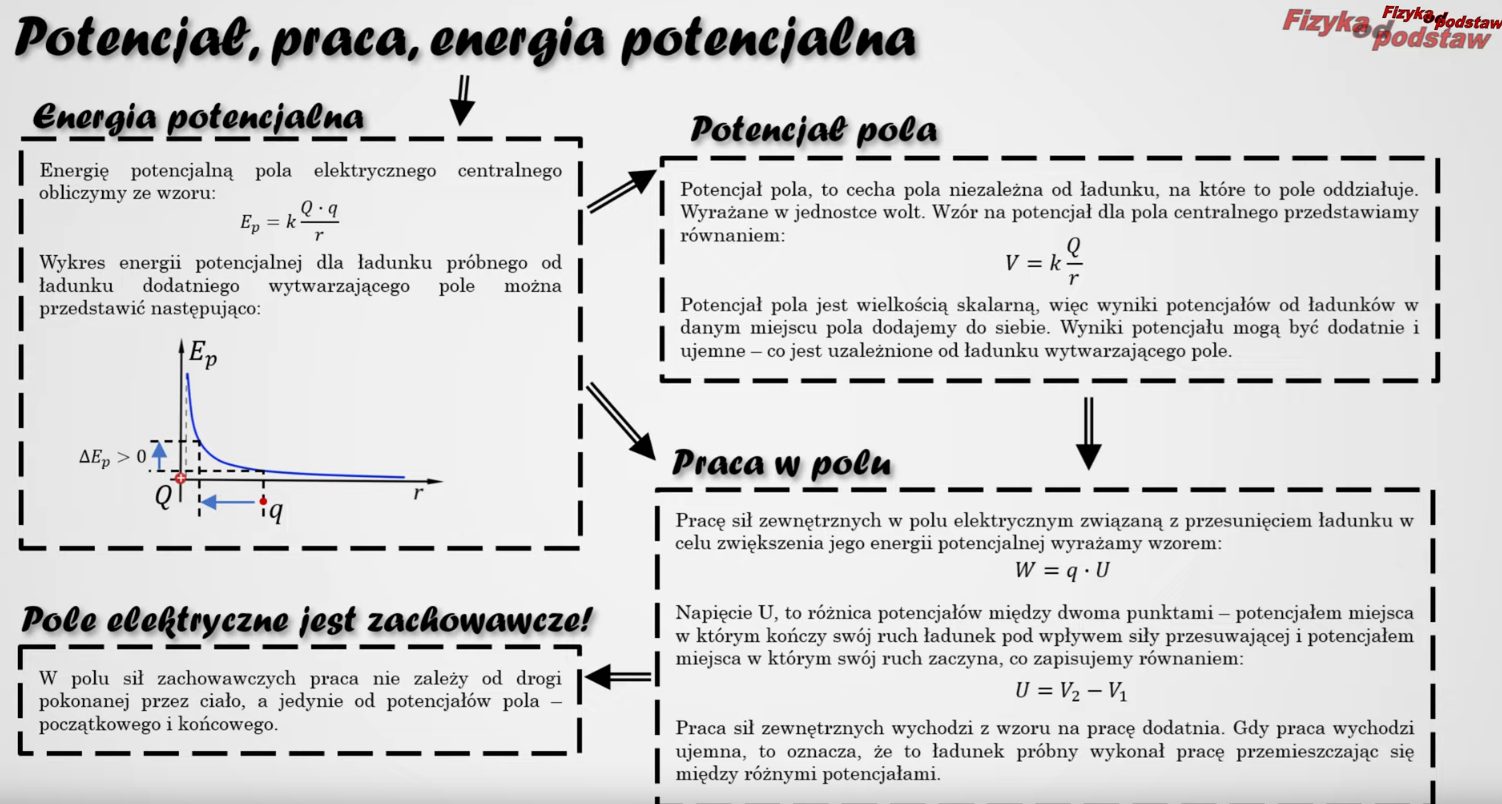 Potencjał, praca, energia potencjalna
Fizyka od podstaw
Fizyka od podstaw
Energia potencjalna
Energię potencjalną pola elektrycznego centralnego
obliczymy ze wzoru:
E_p = k \frac{Q · q}{r}
Wykres energii potencjalnej dla ładunku próbnego od
ładunku dodatniego wytwarzającego pole można
przedstawić następująco:
E_p
ΔE_p > 0
Q
q
r
Potencjał pola
Potencjał pola, to cecha pola niezależna od ładunku, na które to pole oddziałuje.
Wyrażane w jednostce wolt. Wzór na potencjał dla pola centralnego przedstawiamy
równaniem:
V = k \frac{Q}{r}
Potencjał pola jest wielkością skalarną, więc wyniki potencjałów od ładunków w
danym miejscu pola dodajemy do siebie. Wyniki potencjału mogą być dodatnie i
ujemne – co jest uzależnione od ładunku wytwarzającego pole.
Praca w polu
Pracę sił zewnętrznych w polu elektrycznym związaną z przesunięciem ładunku w
celu zwiększenia jego energii potencjalnej wyrażamy wzorem:
W = q · U
Napięcie U, to różnica potencjałów między dwoma punktami – potencjałem miejsca
w którym kończy swój ruch ładunek pod wpływem siły przesuwającej i potencjałem
miejsca w którym swój ruch zaczyna, co zapisujemy równaniem:
U = V₂ − V₁
Praca sił zewnętrznych wychodzi z wzoru na pracę dodatnia. Gdy praca wychodzi
ujemna, to oznacza, że to ładunek próbny wykonał pracę przemieszczając się
między różnymi potencjałami.
Pole elektryczne jest zachowawcze!
W polu sił zachowawczych praca nie zależy od drogi
pokonanej przez ciało, a jedynie od potencjałów pola –
początkowego i końcowego.